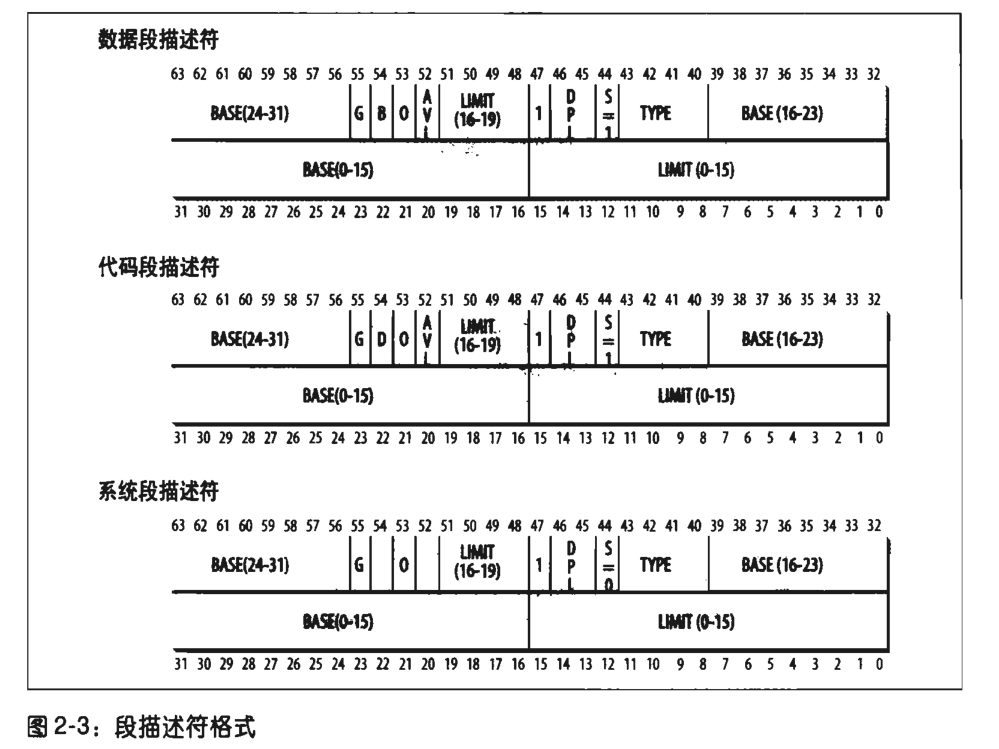 数据段描述符
63 62 61 60 59 58 57 56 55 54 53 52 51 50 49 48 47 46 45 44 43 42 41 40 39 38 37 36 35 34 33 32
BASE(24-31) G B 0 AVL LIMIT (16-19) 1 DPL S=1 TYPE BASE (16-23)
BASE(0-15) LIMIT (0-15)
31 30 29 28 27 26 25 24 23 22 21 20 19 18 17 16 15 14 13 12 11 10 9 8 7 6 5 4 3 2 1 0
代码段描述符
63 62 61 60 59 58 57 56 55 54 53 52 51 50 49 48 47 46 45 44 43 42 41 40 39 38 37 36 35 34 33 32
BASE(24-31) G D 0 AVL LIMIT (16-19) 1 DPL S=1 TYPE BASE (16-23)
BASE(0-15) LIMIT (0-15)
31 30 29 28 27 26 25 24 23 22 21 20 19 18 17 16 15 14 13 12 11 10 9 8 7 6 5 4 3 2 1 0
系统段描述符
63 62 61 60 59 58 57 56 55 54 53 52 51 50 49 48 47 46 45 44 43 42 41 40 39 38 37 36 35 34 33 32
BASE(24-31) G 0 LIMIT (16-19) 1 DPL S=0 TYPE BASE (16-23)
BASE(0-15) LIMIT (0-15)
31 30 29 28 27 26 25 24 23 22 21 20 19 18 17 16 15 14 13 12 11 10 9 8 7 6 5 4 3 2 1 0
图 2-3：段描述符格式